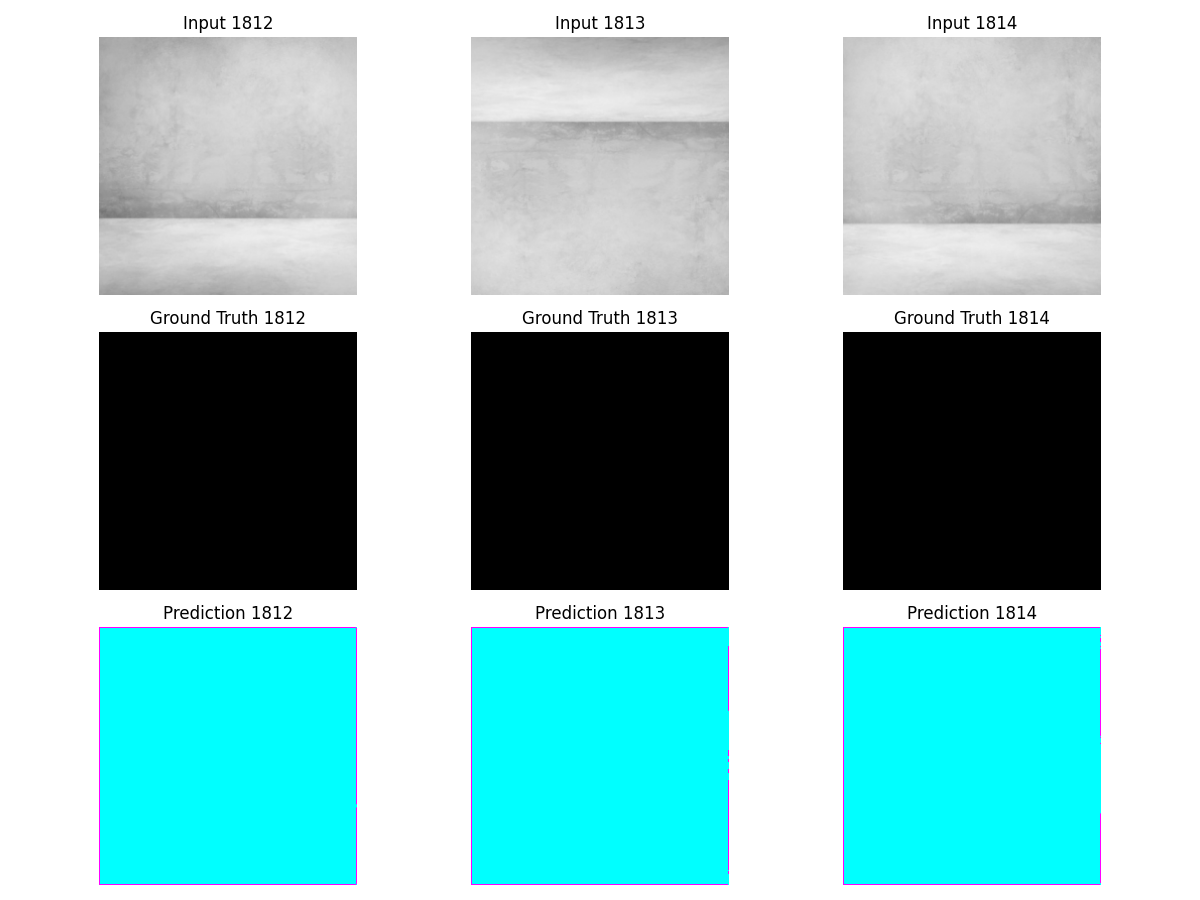 Input 1812
Input 1813
Input 1814
Ground Truth 1812
Ground Truth 1813
Ground Truth 1814
Prediction 1812
Prediction 1813
Prediction 1814